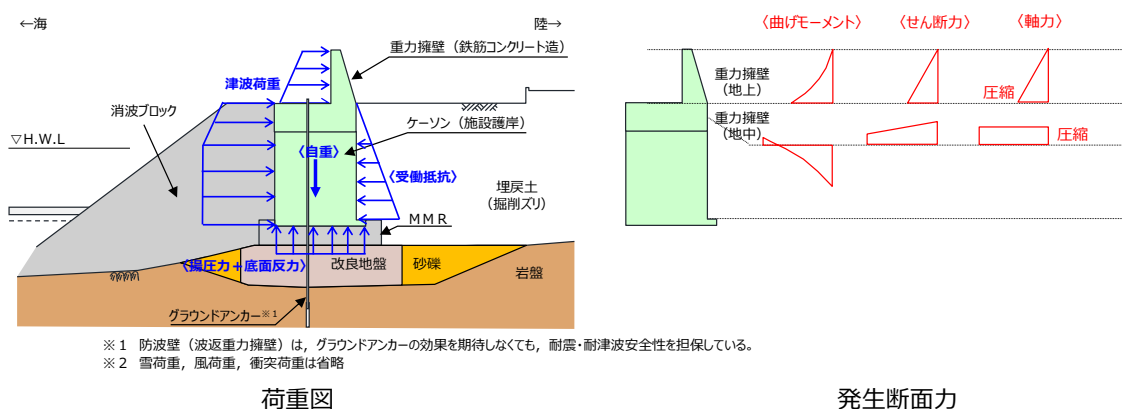 ←海
陸→
重力擁壁（鉄筋コンクリート造）
津波荷重
消波ブロック
ケーソン（施設護岸）
▽H.W.L
〈自重〉
〈受働抵抗〉
埋戻土
（掘削ズリ）
MMR
〈揚圧力＋底面反力〉
改良地盤
砂礫
岩盤
グラウンドアンカー※１
※１ 防波壁（波返重力擁壁）は，グラウンドアンカーの効果を期待しなくても，耐震・耐津波安全性を担保している。
※２ 雪荷重，風荷重，衝突荷重は省略
荷重図
〈曲げモーメント〉
〈せん断力〉
〈軸力〉
重力擁壁
（地上）
圧縮
重力擁壁
（地中）
圧縮
発生断面力